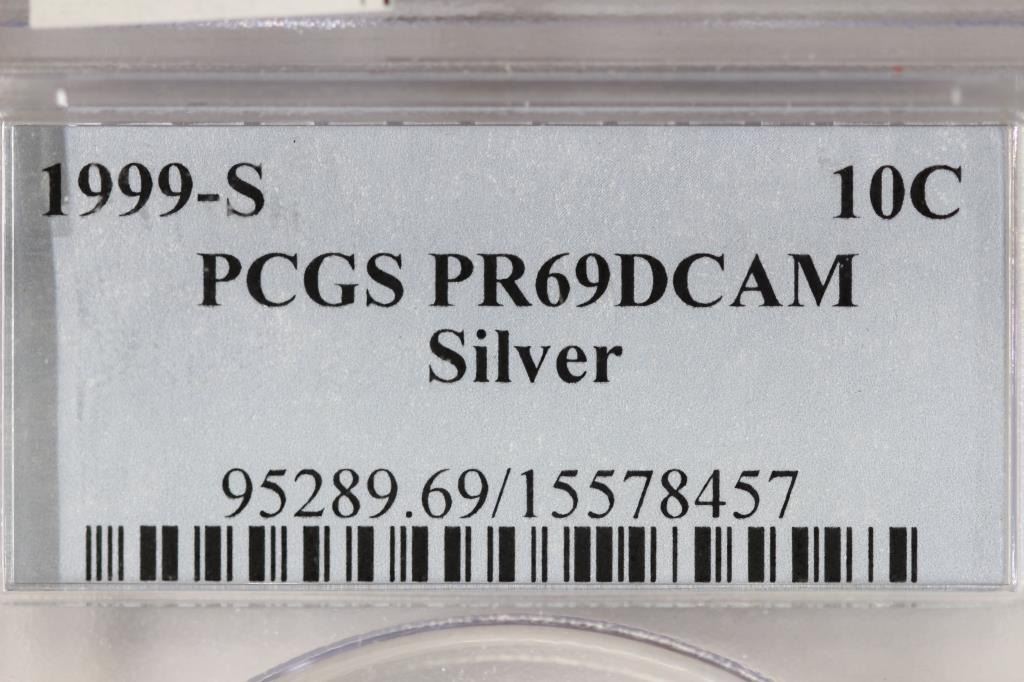 1999-S 10C
PCGS PR69DCAM
Silver
95289.69/15578457